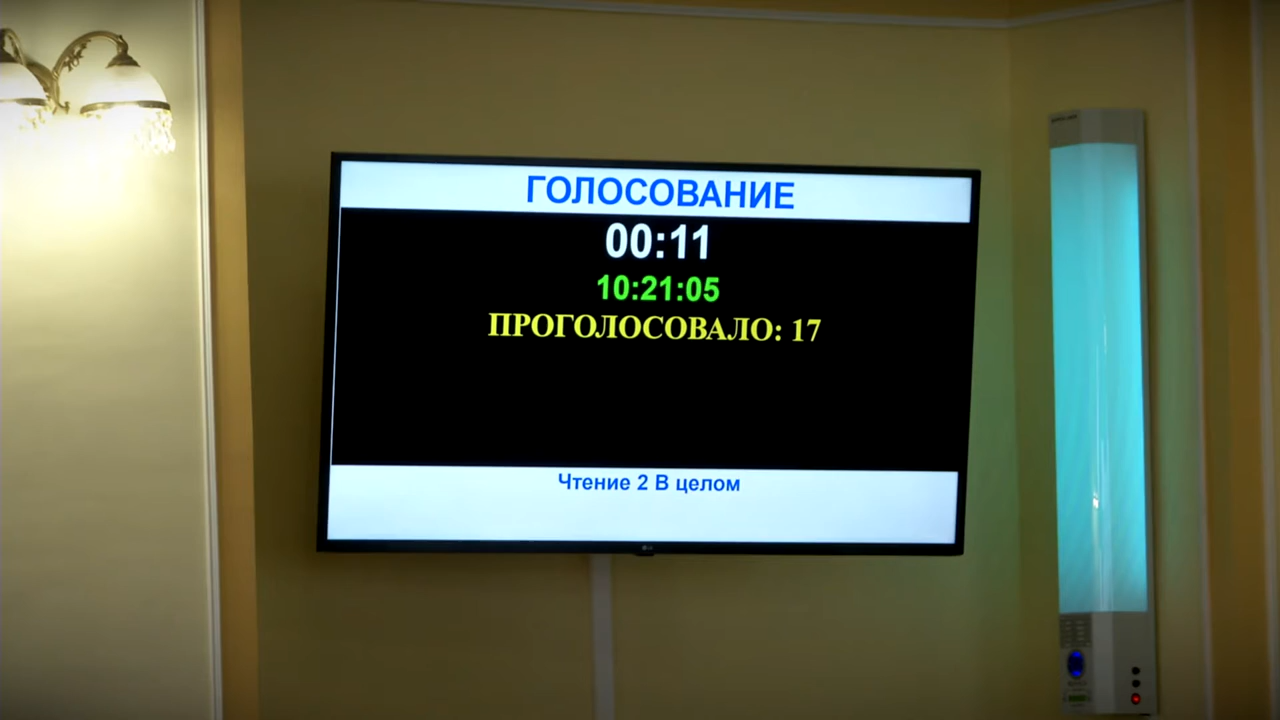 ГОЛОСОВАНИЕ
00:11
10:21:05
ПРОГОЛОСОВАЛО: 17
Чтение 2 В целом